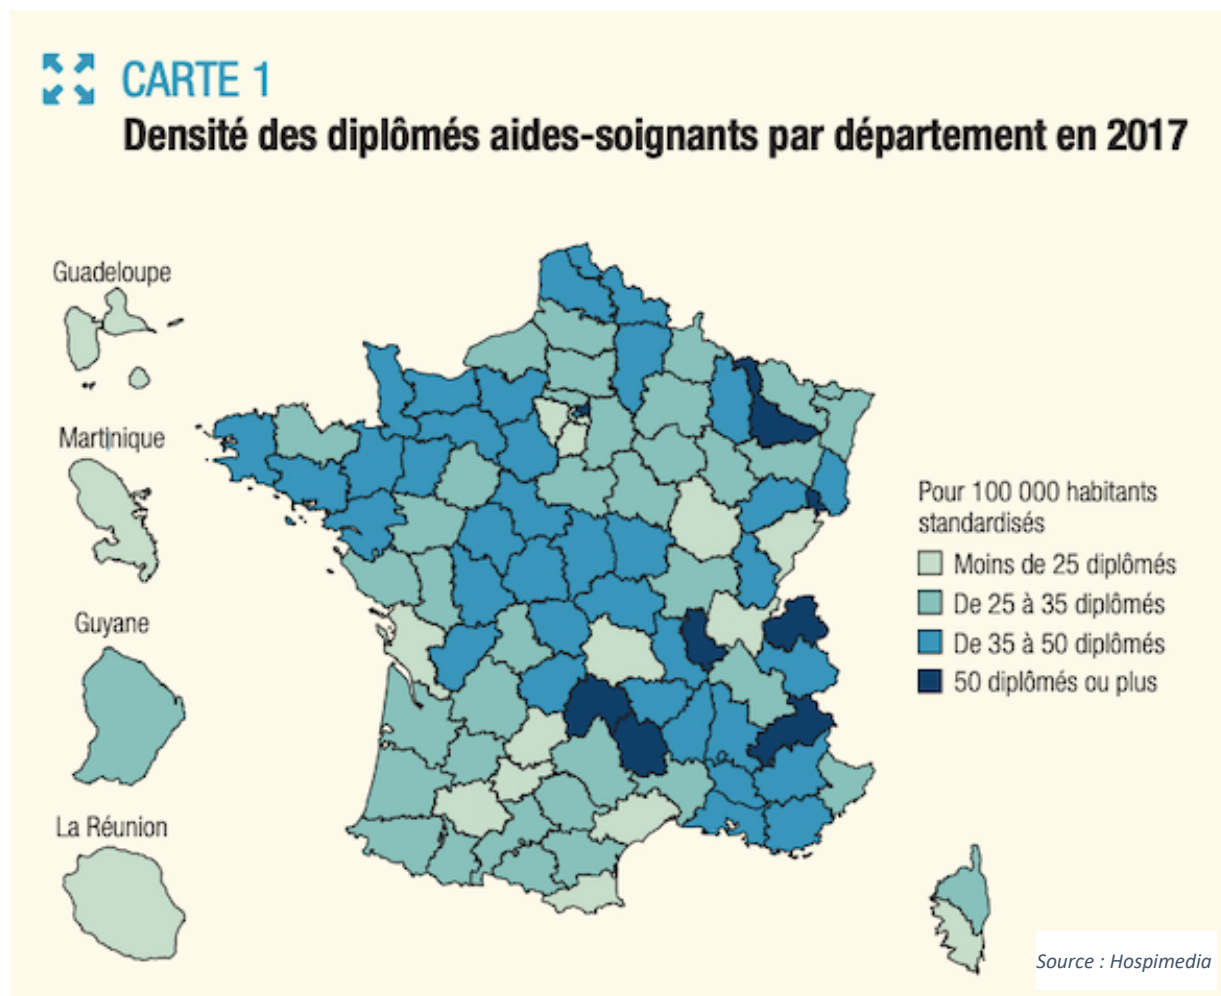 CARTE 1
Densité des diplômés aides-soignants par département en 2017
Guadeloupe
Martinique
Guyane
La Réunion
Pour 100 000 habitants
standardisés
Moins de 25 diplômés
De 25 à 35 diplômés
De 35 à 50 diplômés
50 diplômés ou plus
Source : Hospimedia